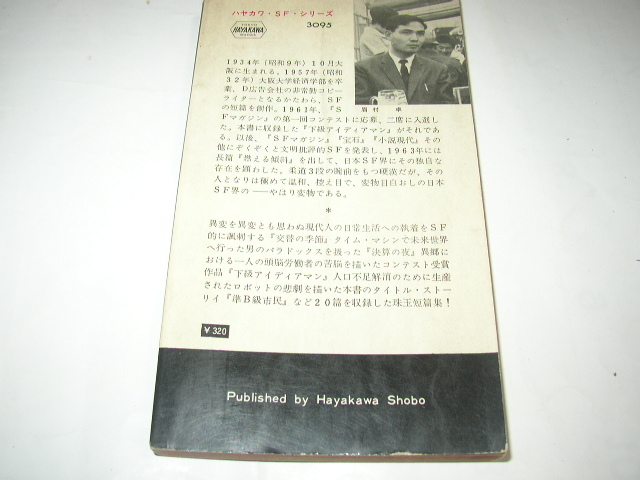 ハヤカワ・SF・シリーズ
TOKYO
HAYAKAWA
BOOKS
3095
1934年(昭和9年)10月大
阪に生まれる。1957年(昭和
32年)大阪大学経済学部を卒
業、D広告会社の非常勤コピー
ライターとなるかたわら、SF
の短篇を創作。1961年、『S
眉村 卓
Fマガジン』の第一回コンテストに応募、二席に入選し
た。本書に収録した『下級アイディアマン』がそれであ
る。以後、『SFマガジン』『宝石』『小説現代』その
他にぞくぞくと文明批評的SFを発表し、1963年には
長篇『燃える傾斜』を出して、日本SF界にその独自な
存在を顕わした。柔道3段の腕前をもつ硬漢だが、その
人となりは極めて温和、控え目で、変物目白おしの日本
SF界の――やはり変物である。
*
異変を異変とも思わぬ現代人の日常生活への執着をSF
的に諷刺する『交替の季節』タイム・マシンで未来世界
へ行った男のパラドックスを扱った『決算の夜』異郷に
おける一人の頭脳労働者の苦悩を描いたコンテスト受賞
作品『下級アイディアマン』人口不足解消のために生産
されたロボットの悲劇を描いた本書のタイトル・ストー
リイ『準B級市民』など20篇を収録した珠玉短篇集!
¥320
Published by Hayakawa Shobo